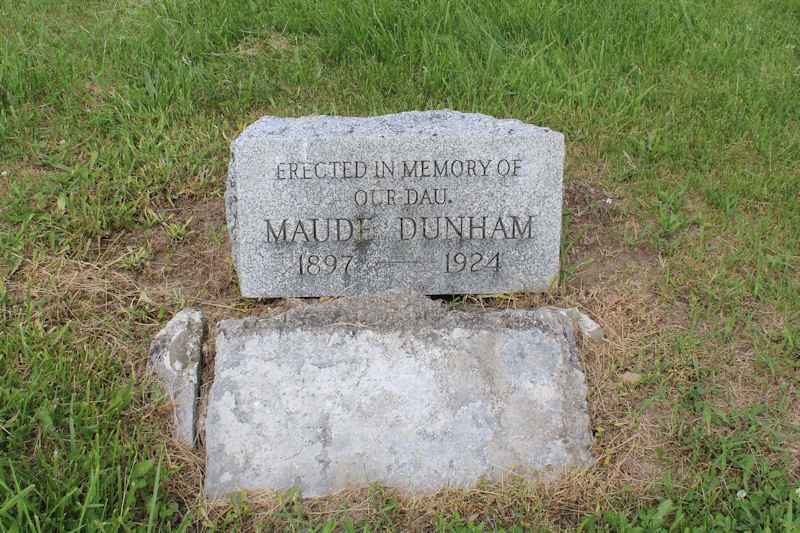 ERECTED IN MEMORY OF
OUR DAU.
MAUDE DUNHAM
1897 — 1924